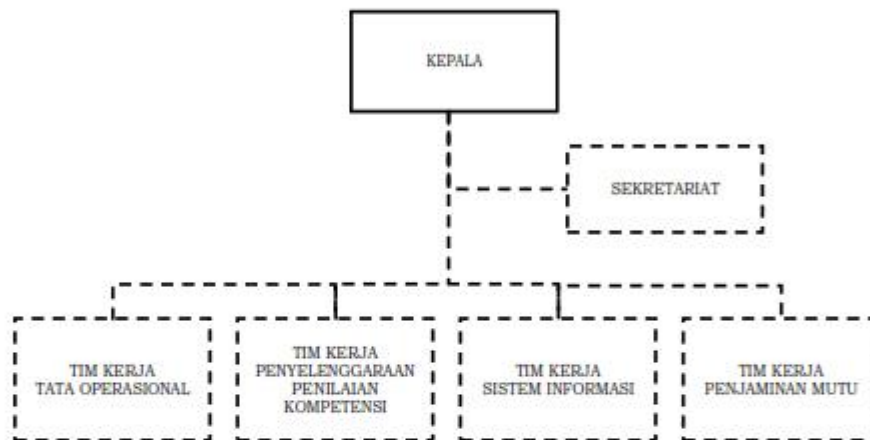 KEPALA
SEKRETARIAT
TIM KERJA
TATA OPERASIONAL
TIM KERJA
PENYELENGGARAAN
PENILAIAN
KOMPETENSI
TIM KERJA
SISTEM INFORMASI
TIM KERJA
PENJAMINAN MUTU